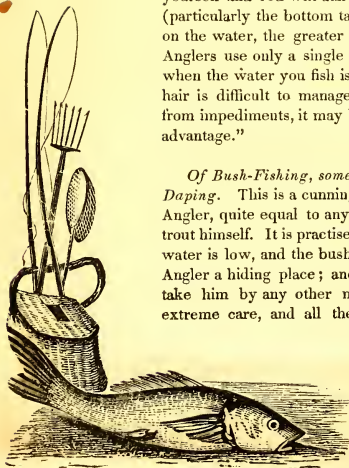 (particularly the bottom ta
on the water, the greater
Anglers use only a single
when the water you fish is
hair is difficult to manage
from impediments, it may
advantage."
Of Bush-Fishing, some
Daping. This is a cunnin
Angler, quite equal to any
trout himself. It is practise
water is low, and the bush
Angler a hiding place; and
take him by any other m
extreme care, and all the